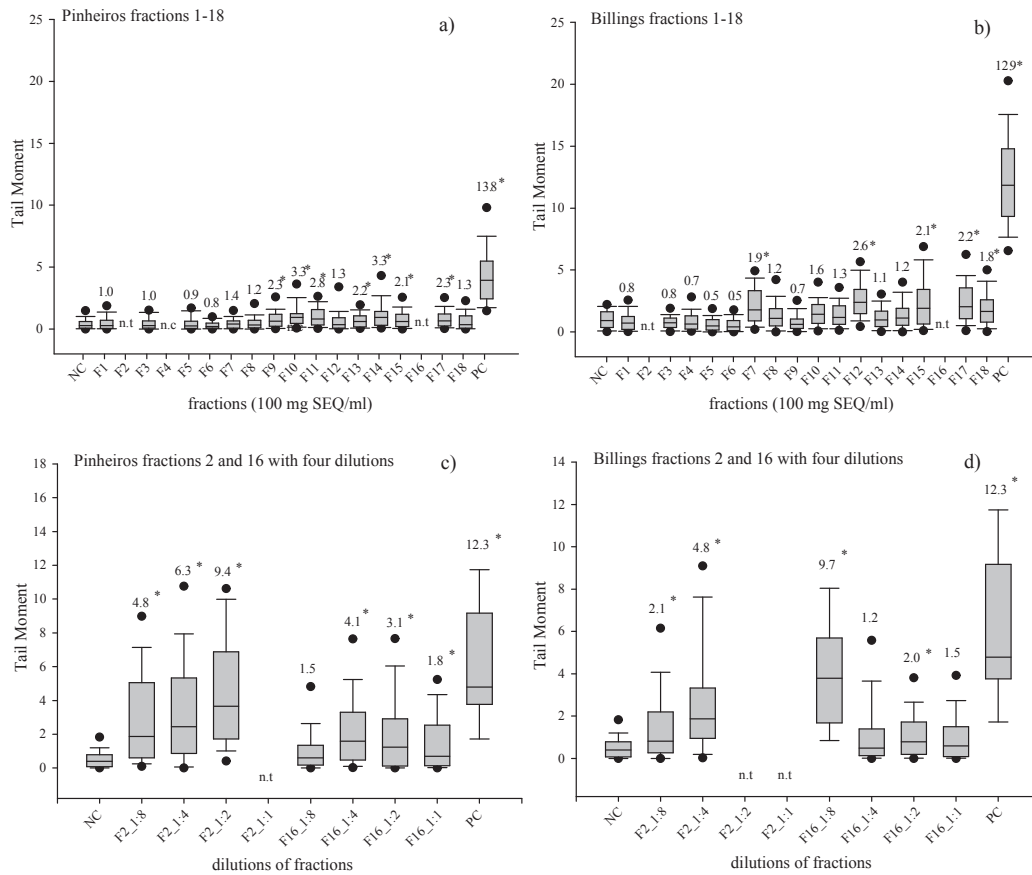 Pinheiros fractions 1-18
a)
25
20
15
10
5
0
Tail Moment
1.0
n.t
1.0
n.c
0.9
0.8
1.4
1.2
2.3 *
3.3 *
2.8 *
1.3
2.2 *
3.3 *
2.1 *
n.t
2.3 *
1.3
138 *
NC F1 F2 F3 F4 F5 F6 F7 F8 F9 F10 F11 F12 F13 F14 F15 F16 F17 F18 PC
fractions (100 mg SEQ/ml)
Billings fractions 1-18
b)
25
20
15
10
5
0
Tail Moment
0.8
n.t
0.8
0.7
0.5
05
1.9 *
1.2
0.7
1.6
1.3
2.6 *
1.1
1.2
2.1 *
n.t
2.2 *
1.8 *
129 *
NC F1 F2 F3 F4 F5 F6 F7 F8 F9 F10 F11 F12 F13 F14 F15 F16 F17 F18 PC
fractions (100 mg SEQ/ml)
Pinheiros fractions 2 and 16 with four dilutions
c)
18
16
14
12
10
8
6
4
2
0
Tail Moment
4.8 *
6.3 *
9.4 *
n.t
1.5
4.1 *
3.1 *
1.8 *
12.3 *
NC F2_1:8 F2_1:4 F2_1:2 F2_1:1 F16_1:8 F16_1:4 F16_1:2 F16_1:1 PC
dilutions of fractions
Billings fractions 2 and 16 with four dilutions
d)
14
12
10
8
6
4
2
0
Tail Moment
2.1 *
4.8 *
n.t
n.t
9.7 *
1.2
2.0 *
1.5
12.3 *
NC F2_1:8 F2_1:4 F2_1:2 F2_1:1 F16_1:8 F16_1:4 F16_1:2 F16_1:1 PC
dilutions of fractions